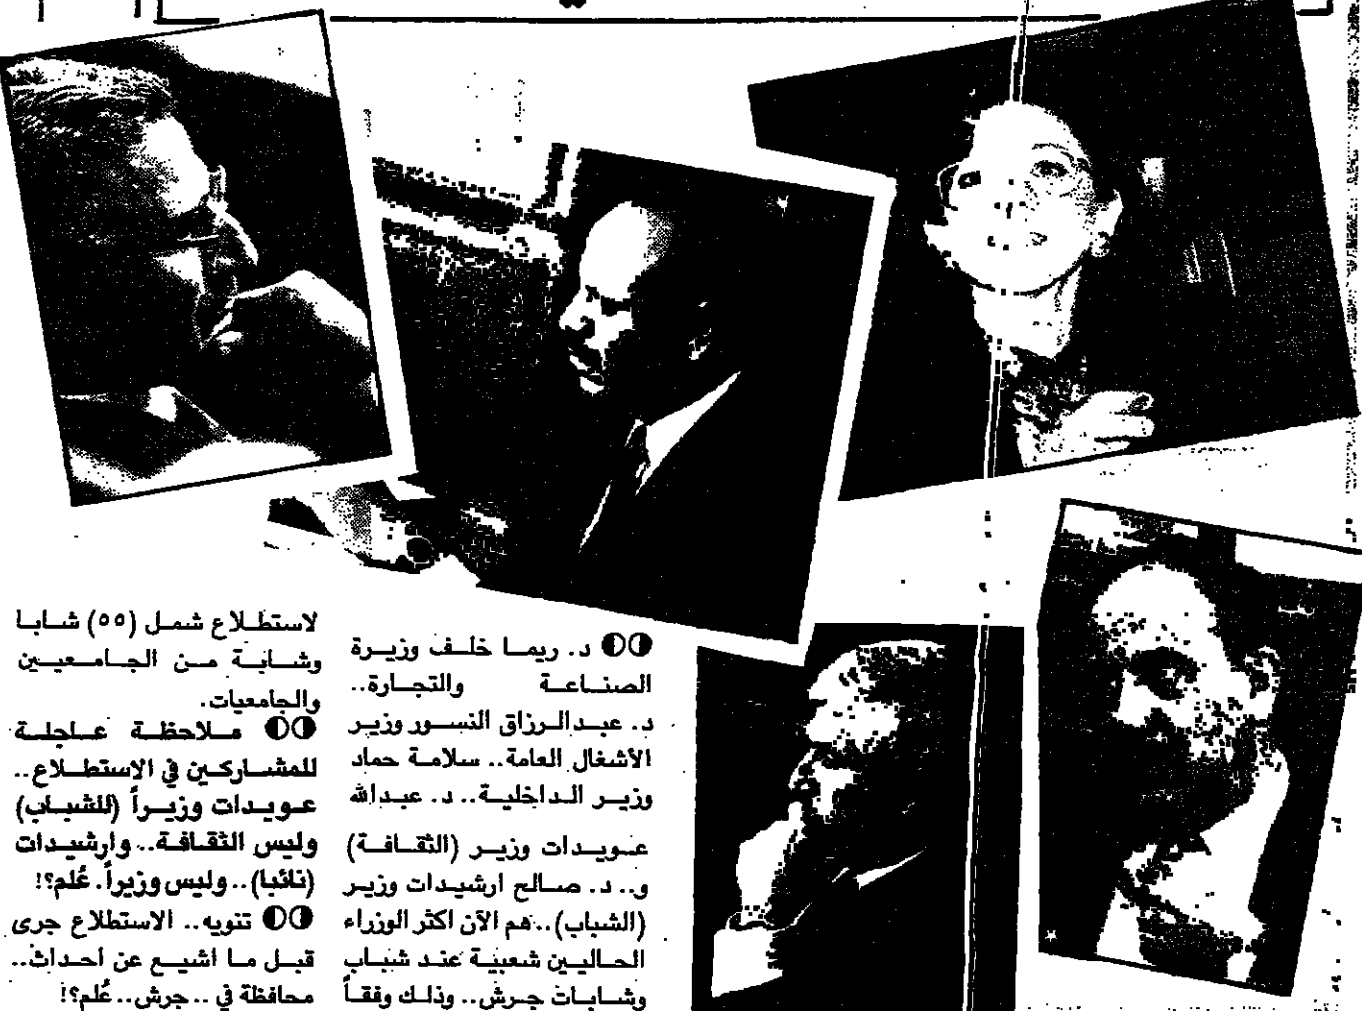 ◐◐ د. ريما خلف وزيرة
الصناعة والتجارة..
د. عبدالرزاق النسور وزير
الأشغال العامة.. سلامة حماد
وزير الداخلية.. د. عبدالله
عويدات وزير (الثقافة)
و.. د. صالح ارشيدات وزير
(الشباب).. هم الآن اكثر الوزراء
الحاليين شعبية عند شباب
وشابات جرش.. وذلك وفقاً
لاستطلاع شمل (٥٥) شابا
وشابة من الجامعيين
والجامعيات.
◐◐ ملاحظة عاجلة
للمشاركين في الاستطلاع..
عويدات وزيراً (للشباب)
وليس الثقافة.. وارشيدات
(نائبا).. وليس وزيراً. عُلم؟!
◐◐ تنويه.. الاستطلاع جرى
قبل ما اشيع عن احداث..
محافظة في.. جرش.. عُلم؟!